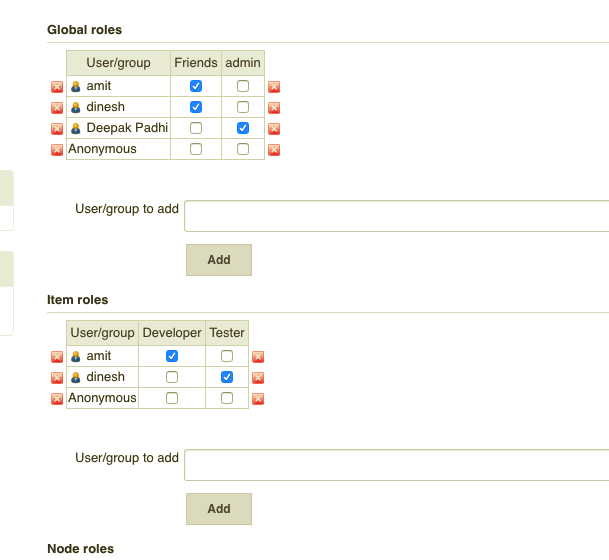 Global roles
User/group Friends admin
amit
dinesh
Deepak Padhi
Anonymous
User/group to add
Add
Item roles
User/group Developer Tester
amit
dinesh
Anonymous
User/group to add
Add
Node roles